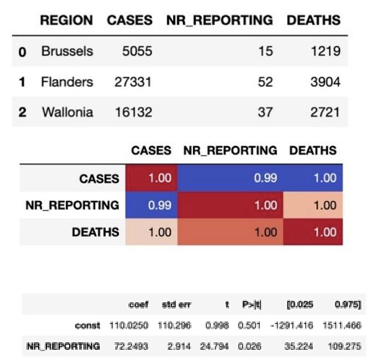 REGION CASES NR_REPORTING DEATHS
0 Brussels 5055 15 1219
1 Flanders 27331 52 3904
2 Wallonia 16132 37 2721
CASES NR_REPORTING DEATHS
CASES 1.00 0.99 1.00
NR_REPORTING 0.99 1.00 1.00
DEATHS 1.00 1.00 1.00
coef std err t P>|t| [0.025 0.975]
const 110.0250 110.296 0.998 0.501 -1291.416 1511.466
NR_REPORTING 72.2493 2.914 24.794 0.026 35.224 109.275